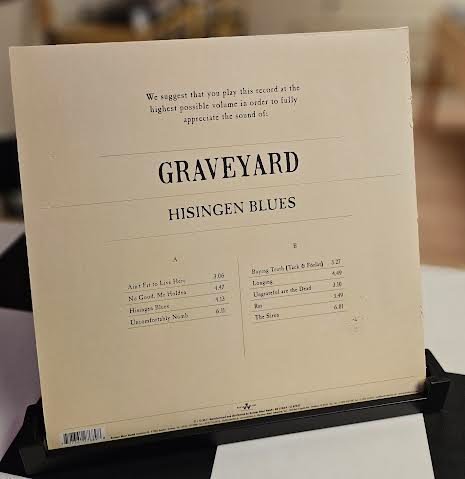 We suggest that you play this record at the
highest possible volume in order to fully
appreciate the sound of:
GRAVEYARD
HISINGEN BLUES
A
Ain't Fit to Live Here 3:06
No Good, Mr Holden 4:47
Hisingen Blues 4:13
Uncomfortably Numb 6:11
B
Buying Truth (Tack & Förlåt) 3:27
Longing 4:49
Ungrateful are the Dead 3:10
Rss 3:49
The Siren 6:01